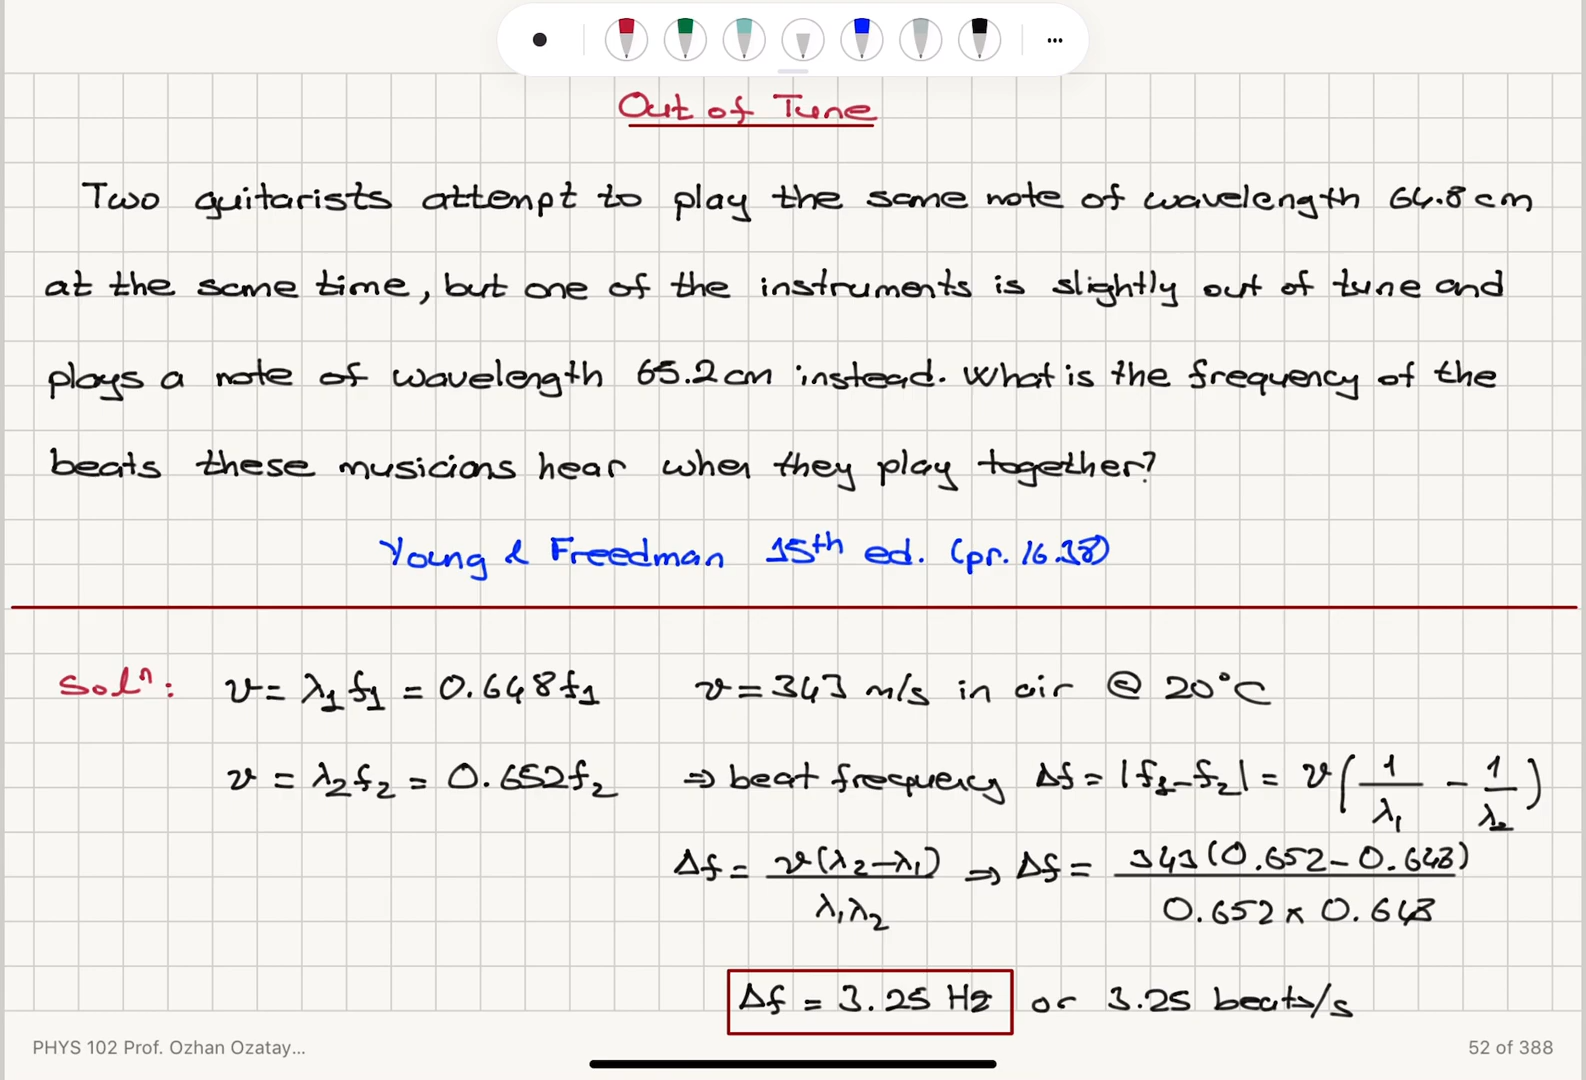 Out of Tune
Two guitarists attempt to play the same note of wavelength 64.8 cm
at the same time, but one of the instruments is slightly out of tune and
plays a note of wavelength 65.2 cm instead. What is the frequency of the
beats these musicians hear when they play together?
Young & Freedman 15th ed. (pr. 16.38)
Solⁿ: v = λ₁f₁ = 0.648f₁ v = 343 m/s in air @ 20°C
v = λ₂f₂ = 0.652f₂ ⇒ beat frequency Δf = |f₁-f₂| = v(1/λ₁ - 1/λ₂)
Δf = v(λ₂-λ₁)/λ₁λ₂ ⇒ Δf = 343(0.652-0.648)/0.652 x 0.648
Δf = 3.25 Hz or 3.25 beats/s
PHYS 102 Prof. Ozhan Ozatay...
52 of 388